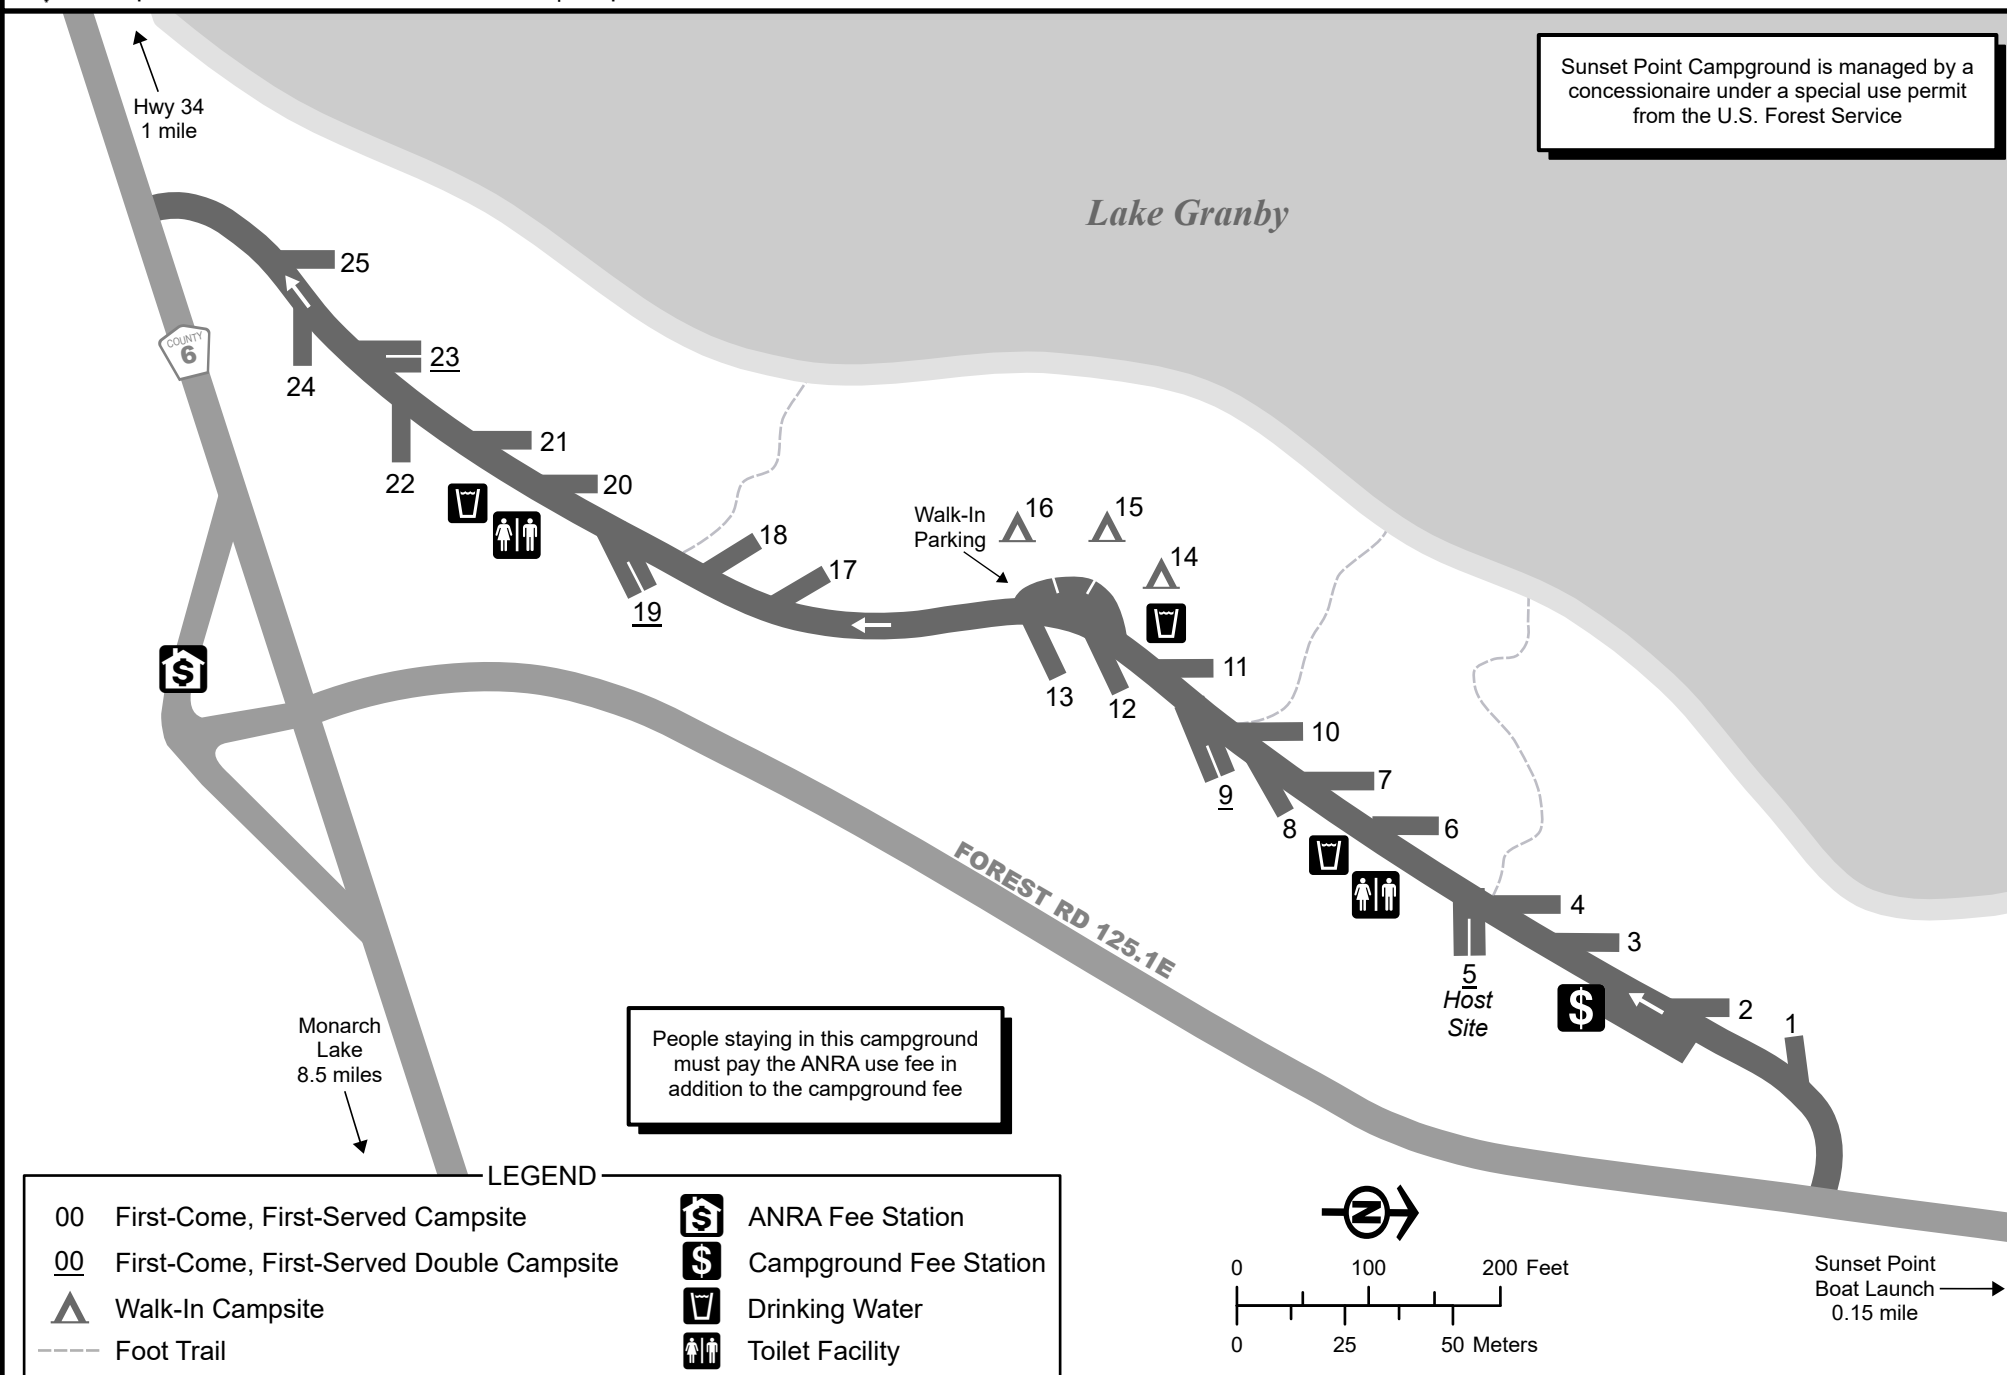 Hwy 34
1 mile
Sunset Point Campground is managed by a
concessionaire under a special use permit
from the U.S. Forest Service
Lake Granby
25
COUNTY
6
23
24
21
22
20
16
15
Walk-In
Parking
18
14
17
19
11
13
12
10
7
9
8
6
FOREST RD 125.1E
4
3
5
Host
Site
$
2
1
$
Monarch
Lake
8.5 miles
People staying in this campground
must pay the ANRA use fee in
addition to the campground fee
LEGEND
00 First-Come, First-Served Campsite
00 First-Come, First-Served Double Campsite
Walk-In Campsite
Foot Trail
$ ANRA Fee Station
$ Campground Fee Station
Drinking Water
Toilet Facility
N
0 100 200 Feet
0 25 50 Meters
Sunset Point
Boat Launch
0.15 mile